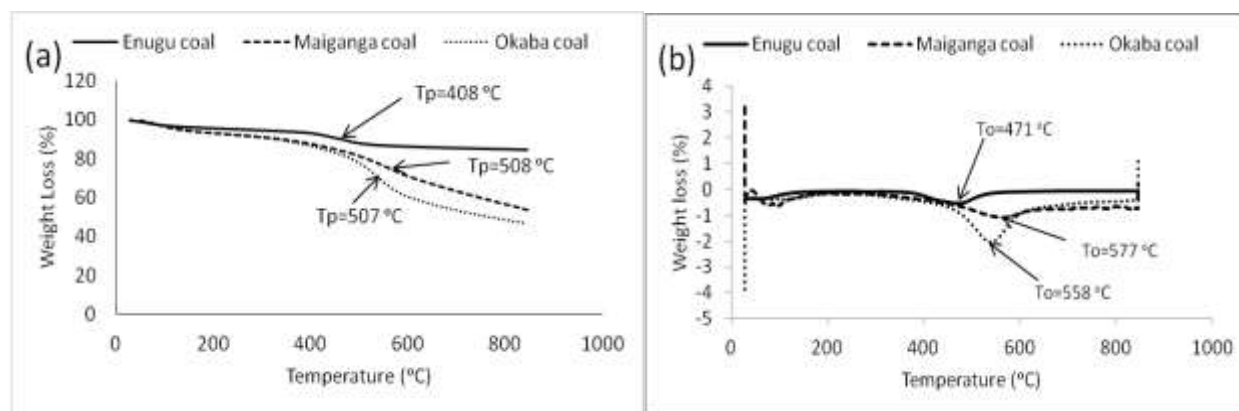 Enugu coal Maiganga coal Okaba coal
(a)
120
100
80
60
40
20
0
Weight Loss (%)
Tp=408 ºC
Tp=508 ºC
Tp=507 ºC
0 200 400 600 800 1000
Temperature (ºC)
Enugu coal Maiganga coal Okaba coal
(b)
4
3
2
1
0
-1
-2
-3
-4
-5
Weight loss (%)
To=471 ºC
To=577 ºC
To=558 ºC
0 200 400 600 800 1000
Temperature (ºC)